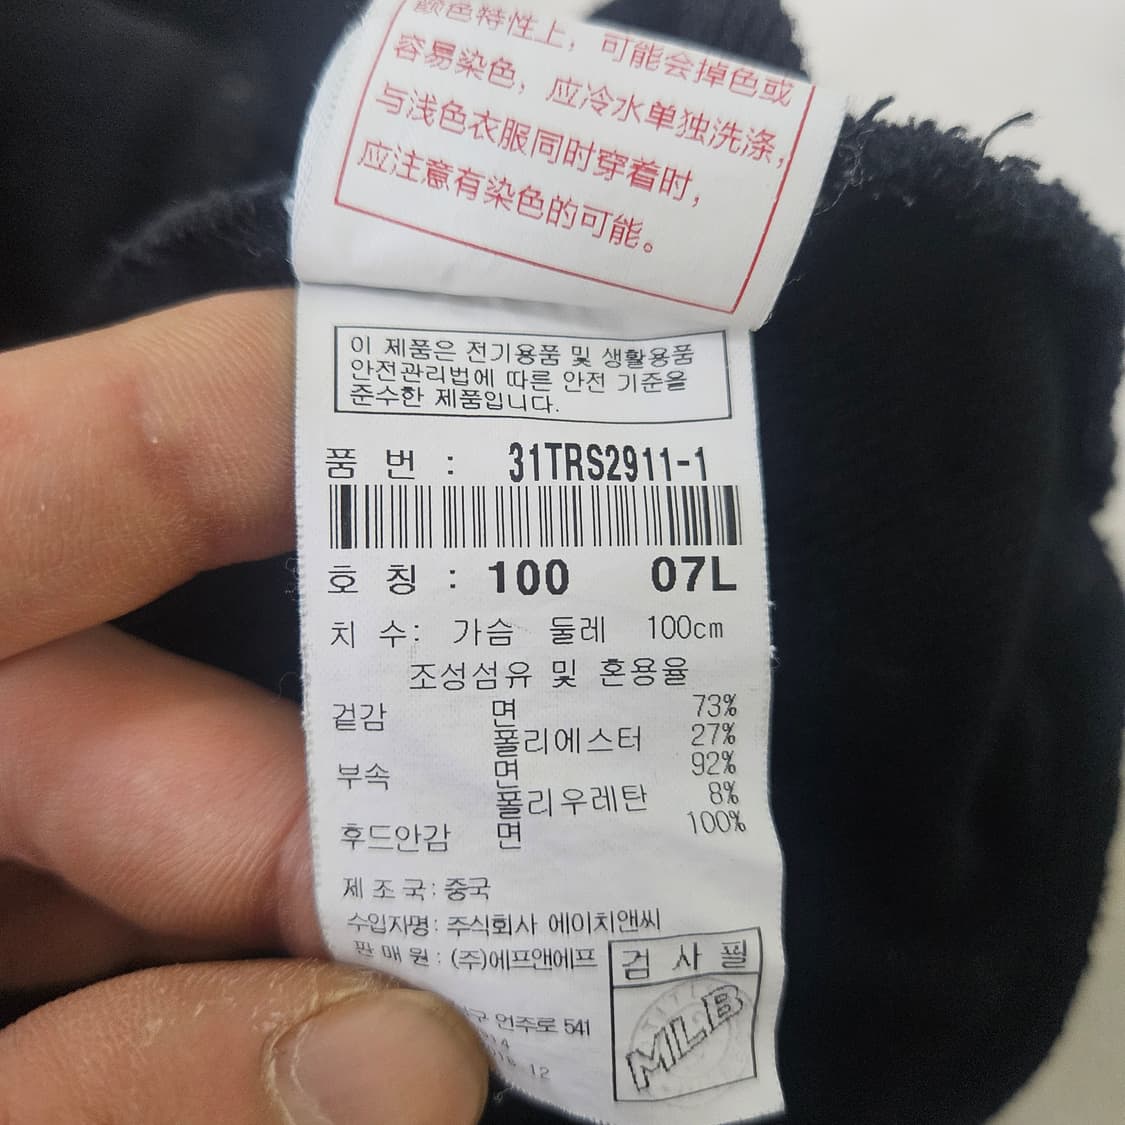 颜色特性上，可能会掉色或
容易染色，应冷水单独洗涤，
与浅色衣服同时穿着时，
应注意有染色的可能。
이 제품은 전기용품 및 생활용품
안전관리법에 따른 안전 기준을
준수한 제품입니다.
품 번 : 31TRS2911-1
호 칭 : 100 07L
치 수: 가슴 둘레 100cm
조성섬유 및 혼용율
겉감 면 73%
폴리에스터 27%
부속 면 92%
폴리우레탄 8%
후드안감 면 100%
제 조 국: 중국
수입자명: 주식회사 에이치앤씨
판 매 원: (주)에프앤에프
검 사 필
MLB
언주로 541
12